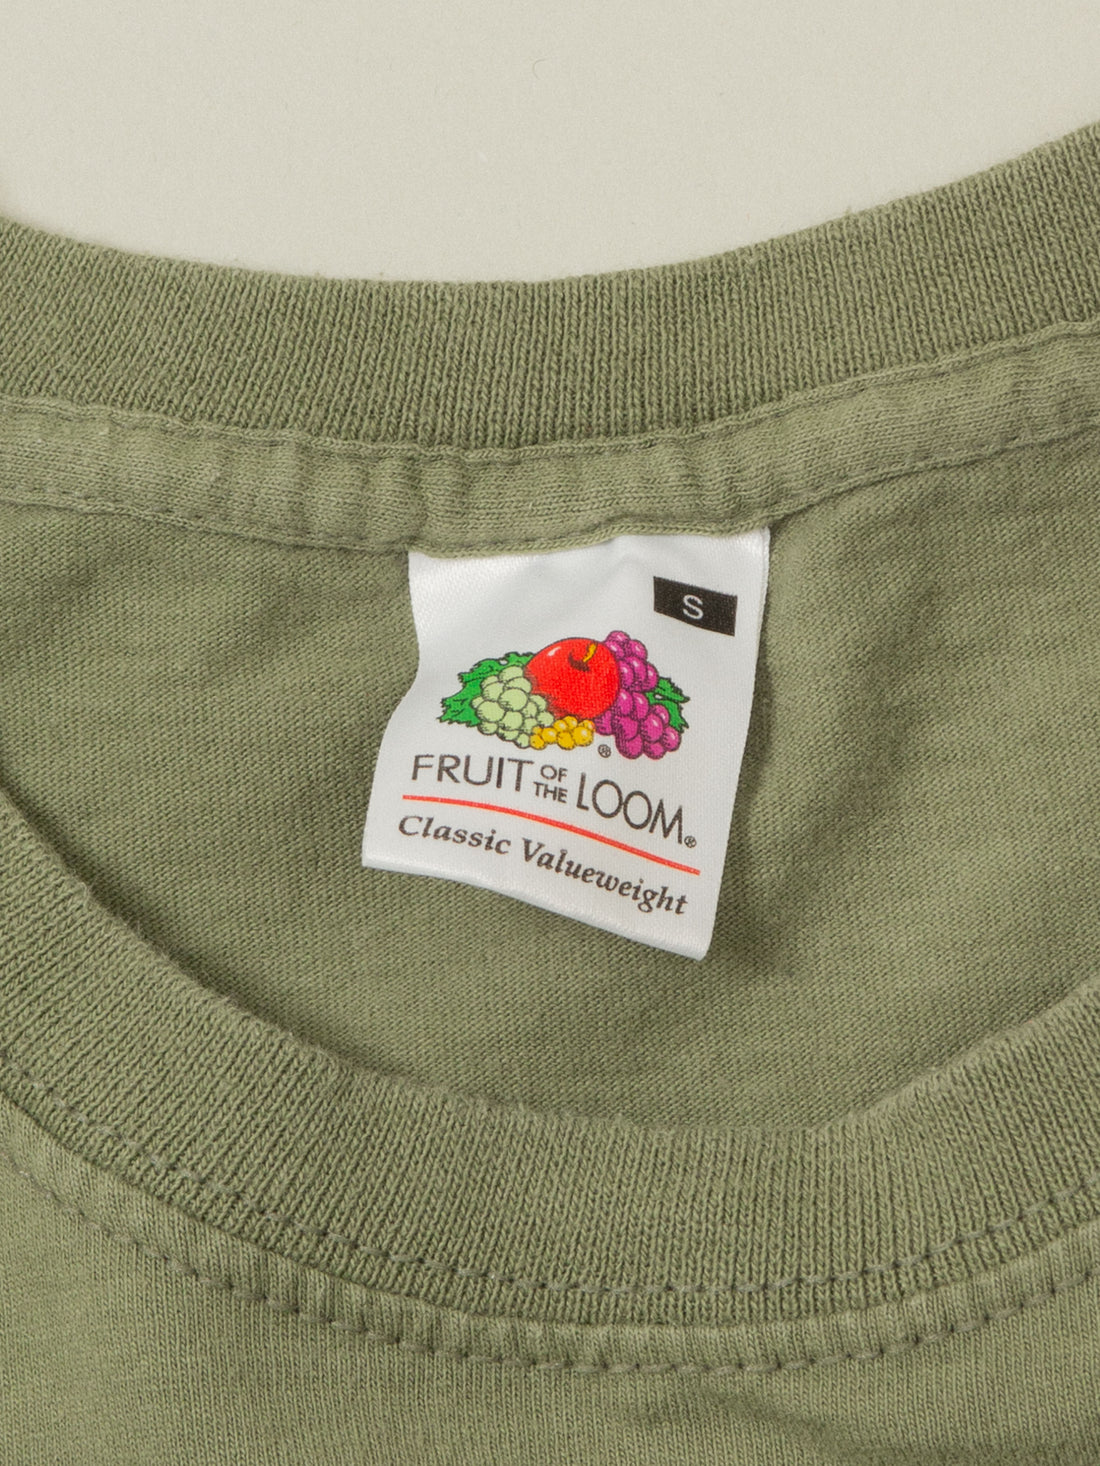 S
®
FRUIT OF THE LOOM®
Classic Valueweight